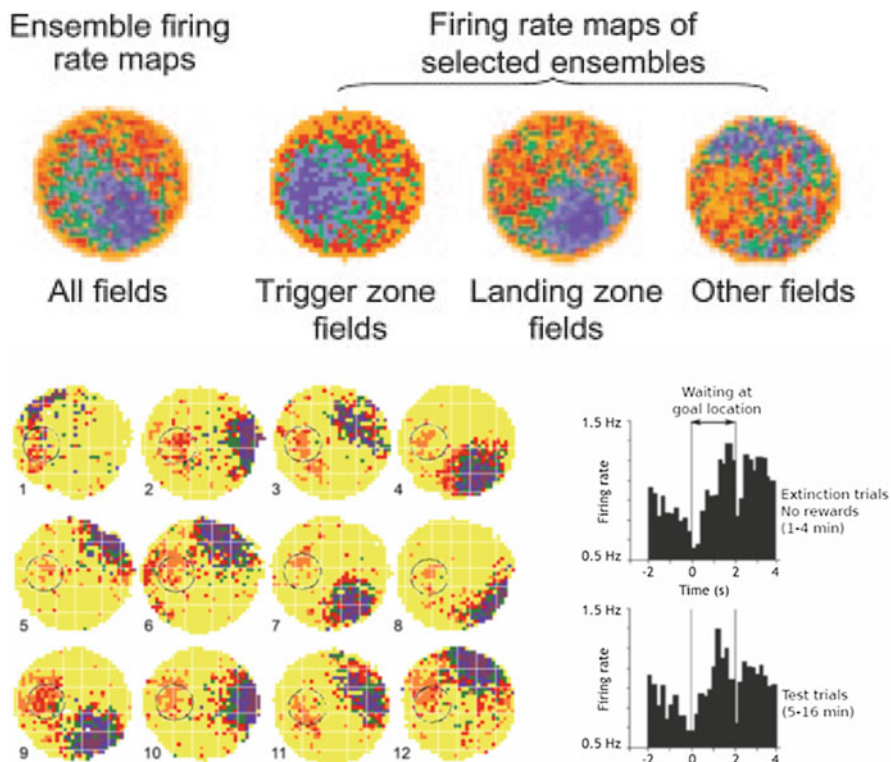 Ensemble firing
rate maps
Firing rate maps of
selected ensembles
All fields
Trigger zone
fields
Landing zone
fields
Other fields
1
2
3
4
5
6
7
8
9
10
11
12
Waiting at
goal location
1.5 Hz
Firing rate
0.5 Hz
-2 0 2 4
Time (s)
Extinction trials
No rewards
(1-4 min)
1.5 Hz
Firing rate
0.5 Hz
-2 0 2 4
Test trials
(5-16 min)